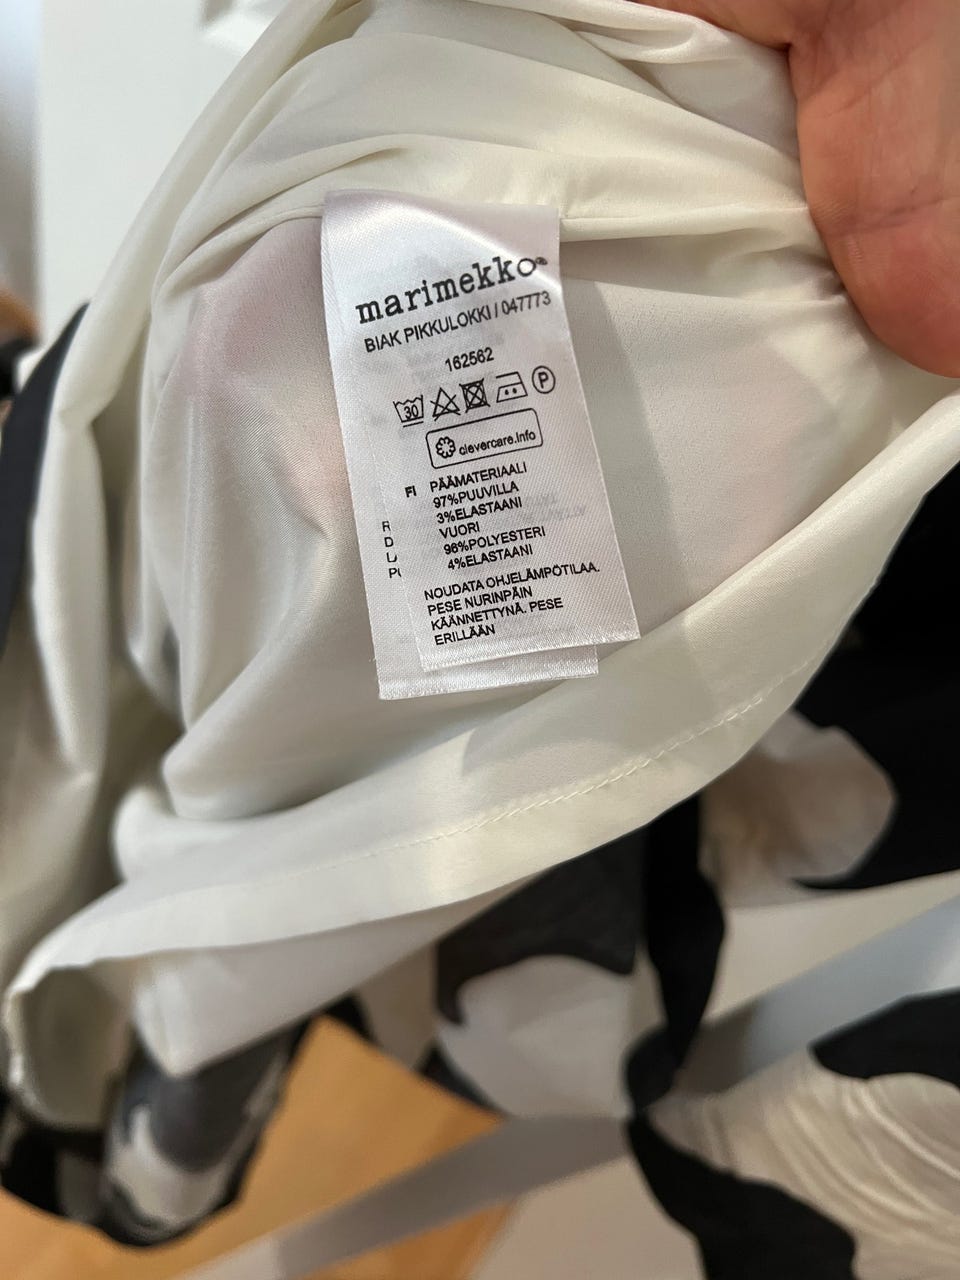 marimekko®
BIAK PIKKULOKKI / 047773
162562
30 P
clevercare.info
FI PÄÄMATERIAALI
97%PUUVILLA
3%ELASTAANI
VUORI
96%POLYESTERI
4%ELASTAANI
NOUDATA OHJELÄMPÖTILAA.
PESE NURINPÄIN
KÄÄNNETTYNÄ. PESE
ERILLÄÄN